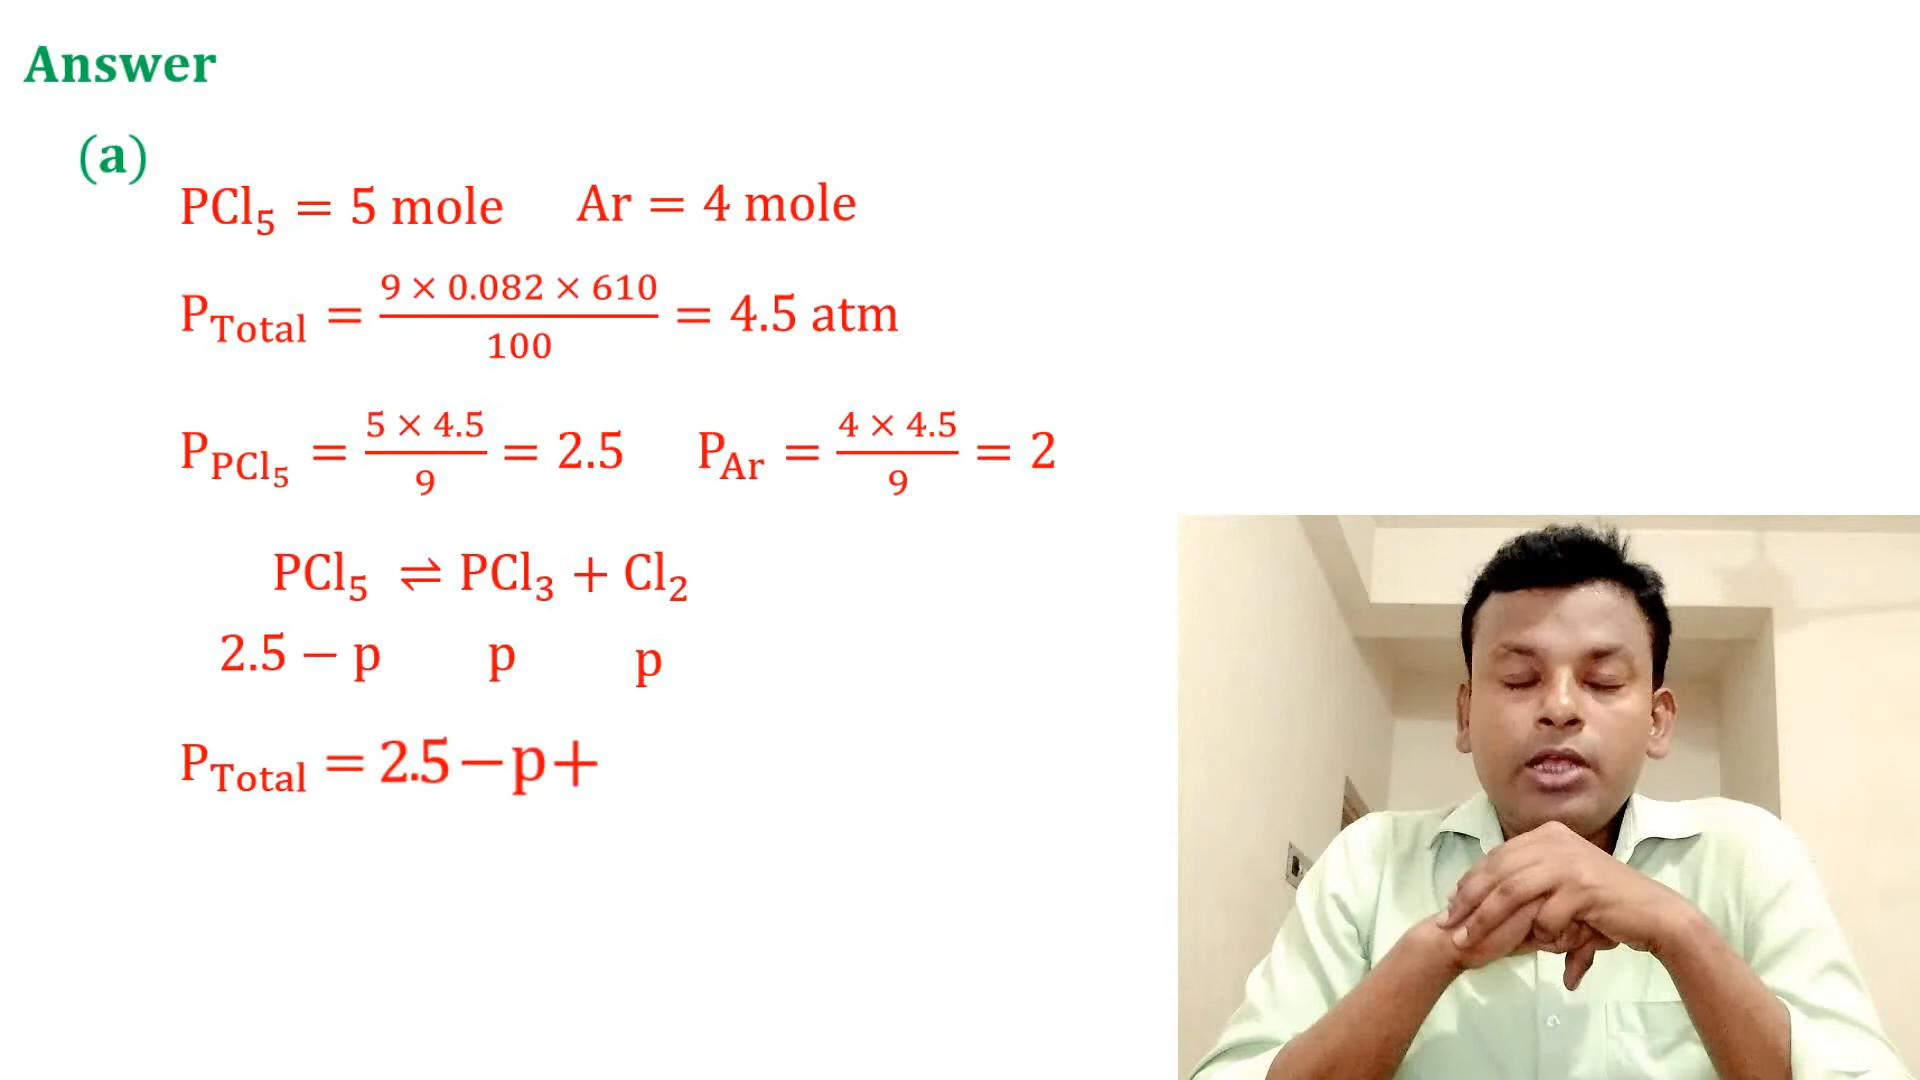 Answer
(a)
PCl₅ = 5 mole Ar = 4 mole
P_Total = (9 × 0.082 × 610)/100 = 4.5 atm
P_PCl₅ = (5 × 4.5)/9 = 2.5 P_Ar = (4 × 4.5)/9 = 2
PCl₅ ⇌ PCl₃ + Cl₂
2.5 − p p p
P_Total = 2.5 − p +